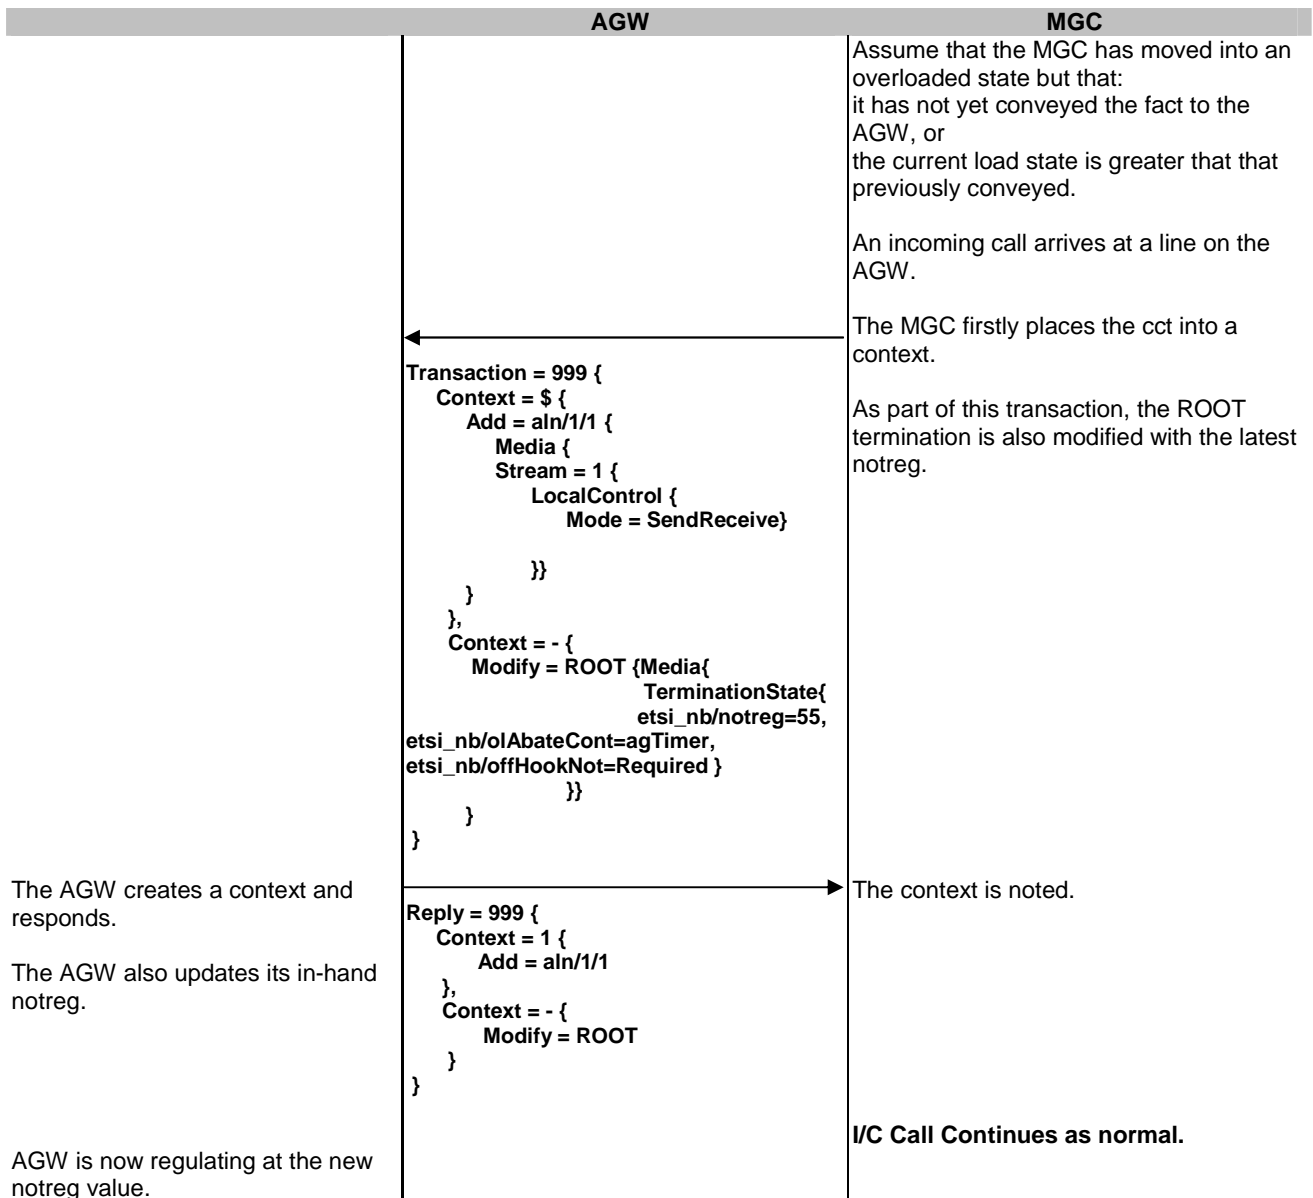 AGW MGC
Assume that the MGC has moved into an
overloaded state but that:
it has not yet conveyed the fact to the
AGW, or
the current load state is greater that that
previously conveyed.
An incoming call arrives at a line on the
AGW.
The MGC firstly places the cct into a
context.
As part of this transaction, the ROOT
termination is also modified with the latest
notreg.
Transaction = 999 {
Context = $ {
Add = aln/1/1 {
Media {
Stream = 1 {
LocalControl {
Mode = SendReceive}
}}
}
},
Context = - {
Modify = ROOT {Media{
TerminationState{
etsi_nb/notreg=55,
etsi_nb/olAbateCont=agTimer,
etsi_nb/offHookNot=Required }
}}
}
}
The AGW creates a context and
responds.
The AGW also updates its in-hand
notreg.
The context is noted.
Reply = 999 {
Context = 1 {
Add = aln/1/1
},
Context = - {
Modify = ROOT
}
}
I/C Call Continues as normal.
AGW is now regulating at the new
notreg value.